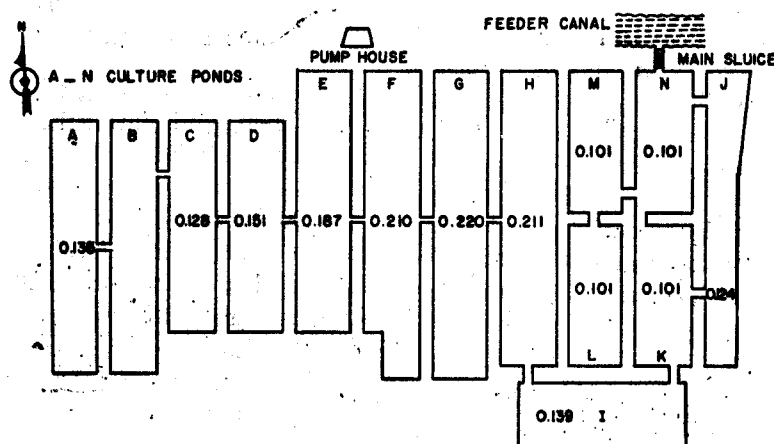 N
FEEDER CANAL
PUMP HOUSE
MAIN SLUICE
A _ N CULTURE PONDS
E F G H M N J
A B C D
0.101 0.101
0.128 0.151 0.187 0.210 0.220 0.211
0.136
0.101 0.101 0.124
L K
0.139 I